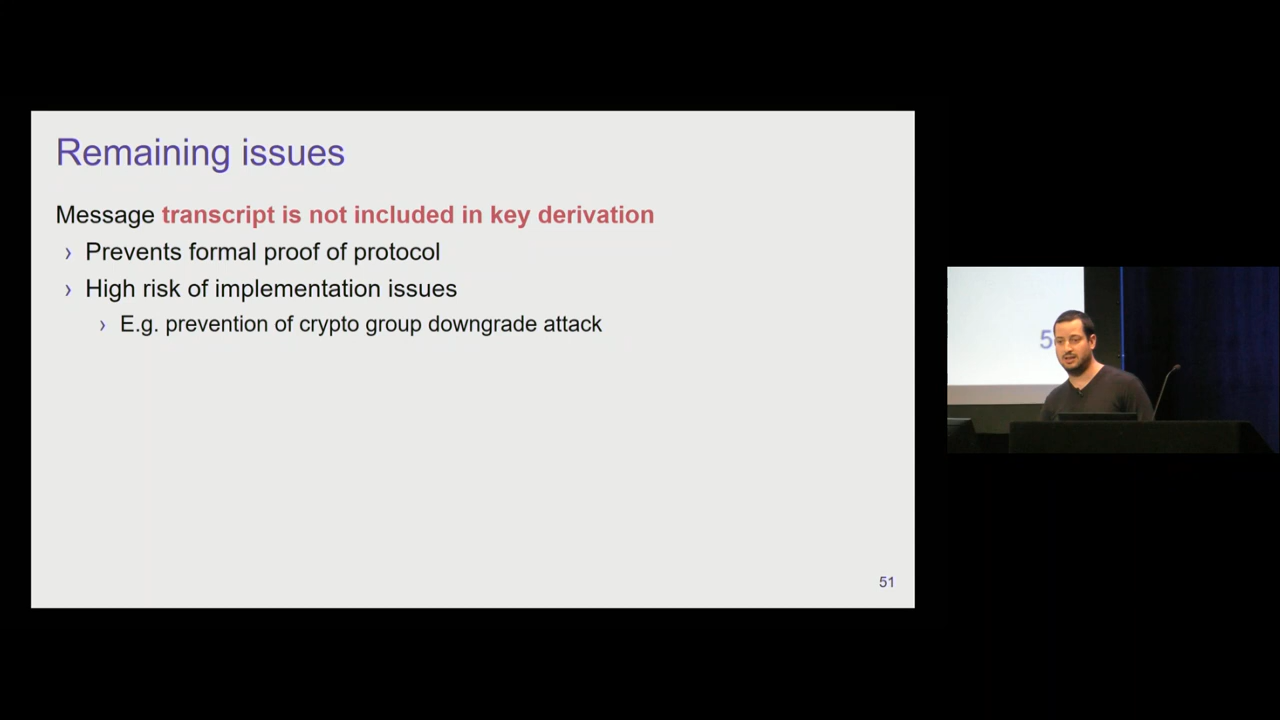 Remaining issues
Message transcript is not included in key derivation
› Prevents formal proof of protocol
› High risk of implementation issues
› E.g. prevention of crypto group downgrade attack
51